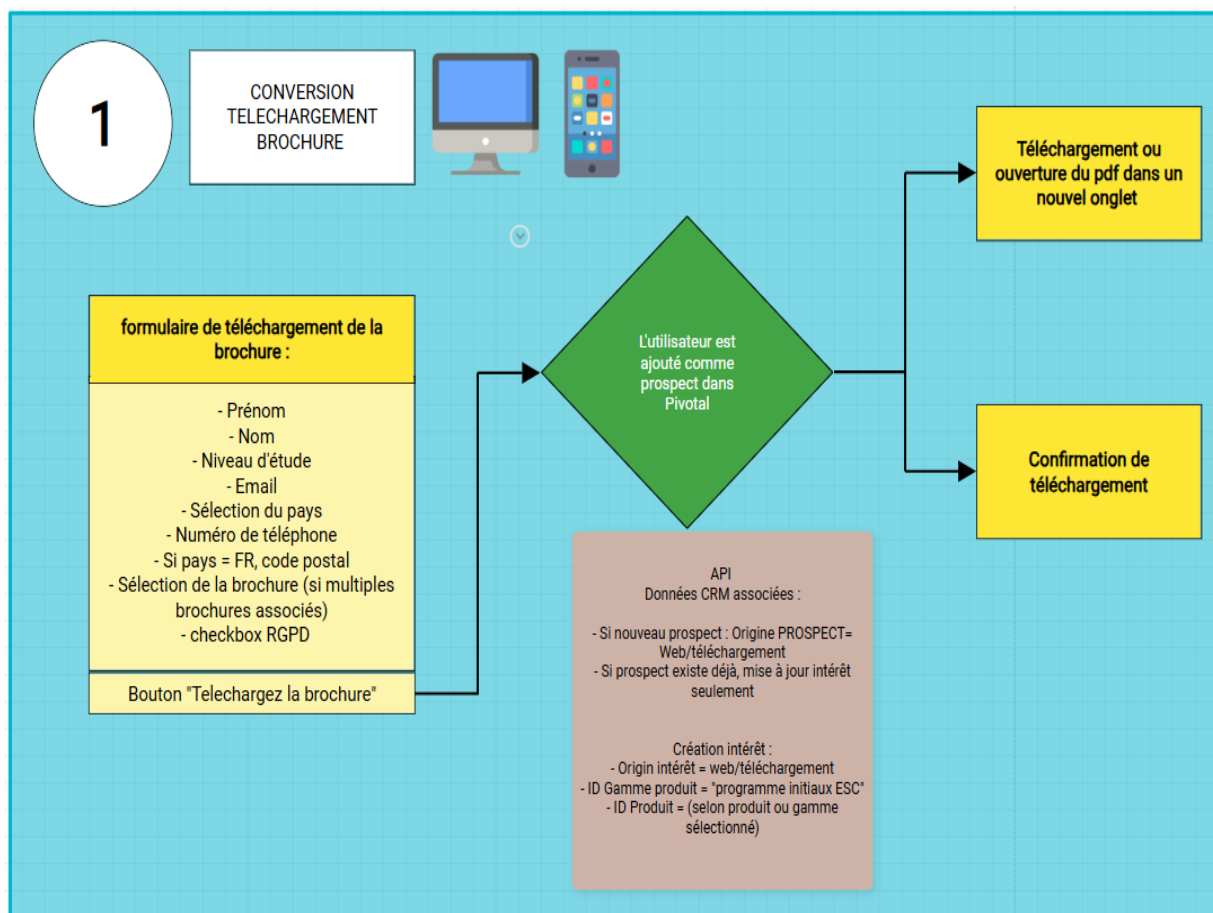 1
CONVERSION
TELECHARGEMENT
BROCHURE
formulaire de téléchargement de la
brochure :
- Prénom
- Nom
- Niveau d'étude
- Email
- Sélection du pays
- Numéro de téléphone
- Si pays = FR, code postal
- Sélection de la brochure (si multiples
brochures associés)
- checkbox RGPD
Bouton "Telechargez la brochure"
L'utilisateur est
ajouté comme
prospect dans
Pivotal
API
Données CRM associées :
- Si nouveau prospect : Origine PROSPECT=
Web/téléchargement
- Si prospect existe déjà, mise à jour intérêt
seulement
Création intérêt :
- Origin intérêt = web/téléchargement
- ID Gamme produit = "programme initiaux ESC"
- ID Produit = (selon produit ou gamme
sélectionné)
Téléchargement ou
ouverture du pdf dans un
nouvel onglet
Confirmation de
téléchargement